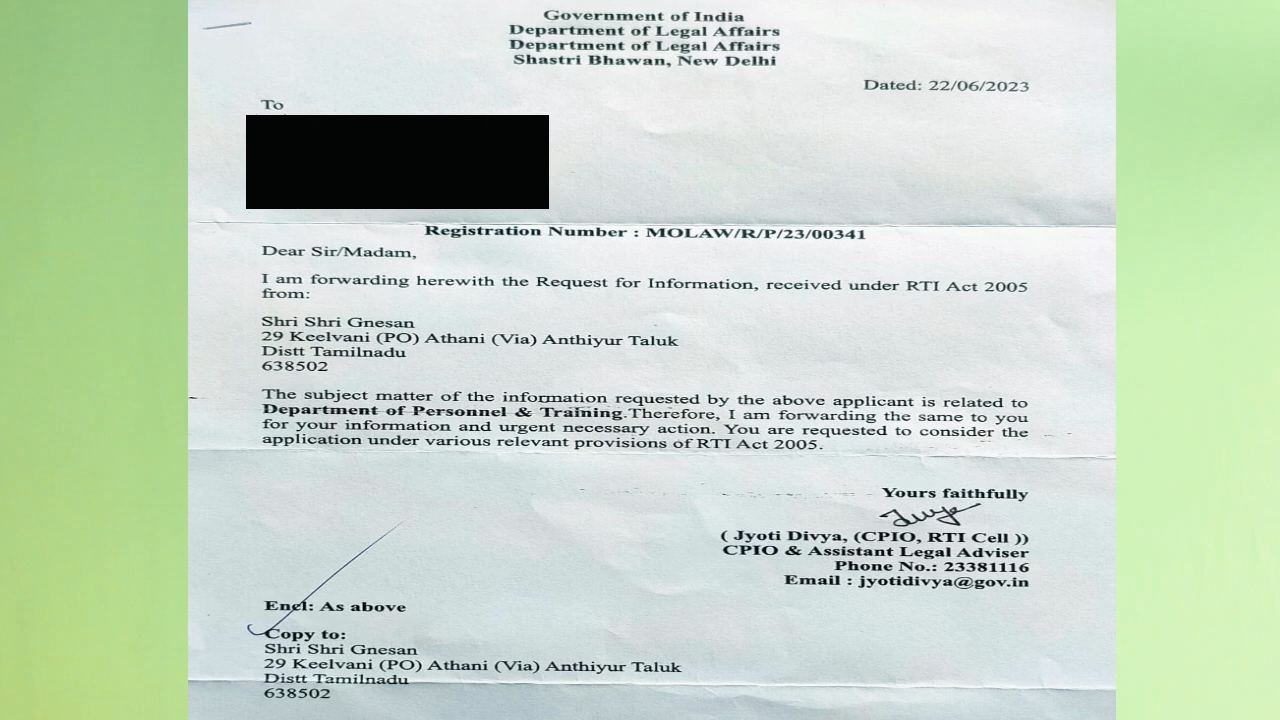 Government of India
Department of Legal Affairs
Department of Legal Affairs
Shastri Bhawan, New Delhi
Dated: 22/06/2023
To
Registration Number : MOLAW/R/P/23/00341
Dear Sir/Madam,
I am forwarding herewith the Request for Information, received under RTI Act 2005
from:
Shri Shri Gnesan
29 Keelvani (PO) Athani (Via) Anthiyur Taluk
Distt Tamilnadu
638502
The subject matter of the information requested by the above applicant is related to
Department of Personnel & Training.Therefore, I am forwarding the same to you
for your information and urgent necessary action. You are requested to consider the
application under various relevant provisions of RTI Act 2005.
Yours faithfully
( Jyoti Divya, (CPIO, RTI Cell ))
CPIO & Assistant Legal Adviser
Phone No.: 23381116
Email : jyotidivya@gov.in
Encl: As above
Copy to:
Shri Shri Gnesan
29 Keelvani (PO) Athani (Via) Anthiyur Taluk
Distt Tamilnadu
638502